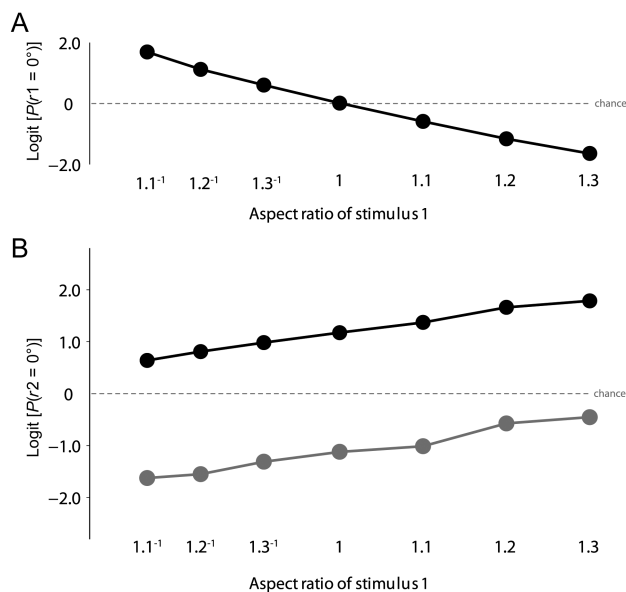 A
Logit [P(r1 = 0°)]
2.0
0
−2.0
chance
1.1⁻¹ 1.2⁻¹ 1.3⁻¹ 1 1.1 1.2 1.3
Aspect ratio of stimulus 1
B
Logit [P(r2 = 0°)]
2.0
1.0
0
−1.0
−2.0
chance
1.1⁻¹ 1.2⁻¹ 1.3⁻¹ 1 1.1 1.2 1.3
Aspect ratio of stimulus 1